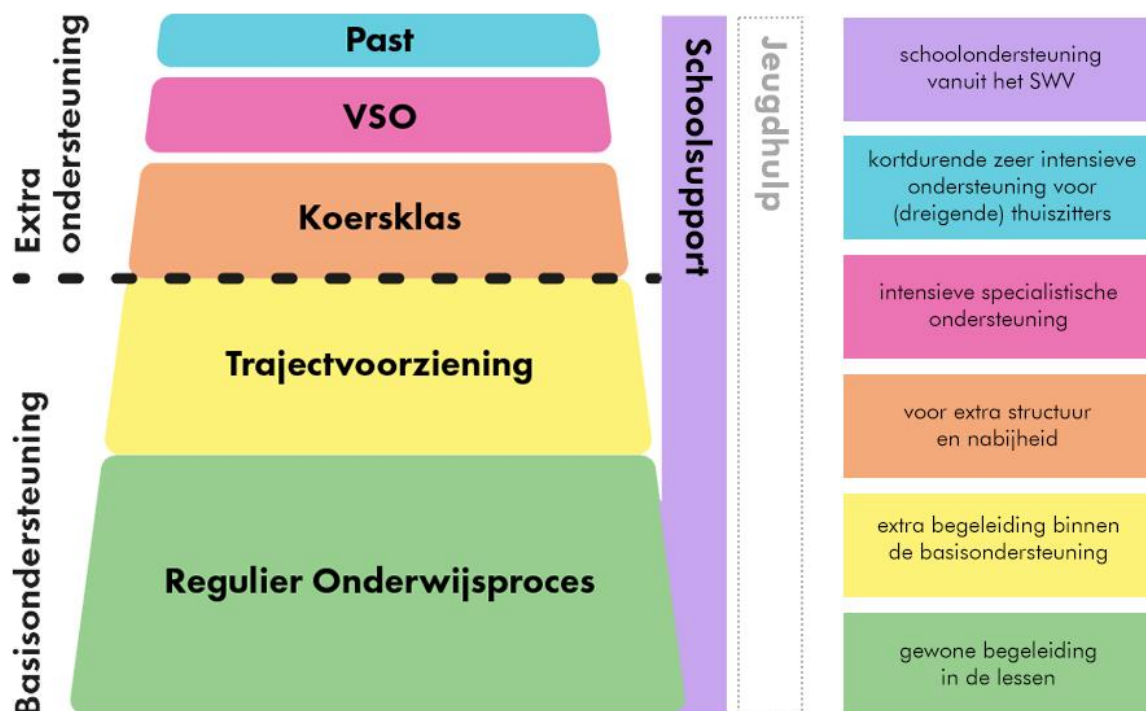 Extra
ondersteuning
Basisondersteuning
Past
VSO
Koersklas
Trajectvoorziening
Regulier Onderwijsproces
Schoolsupport
Jeugdhulp
schoolondersteuning
vanuit het SWV
kortdurende zeer intensieve
ondersteuning voor
(dreigende) thuiszitters
intensieve specialistische
ondersteuning
voor extra structuur
en nabijheid
extra begeleiding binnen
de basisondersteuning
gewone begeleiding
in de lessen